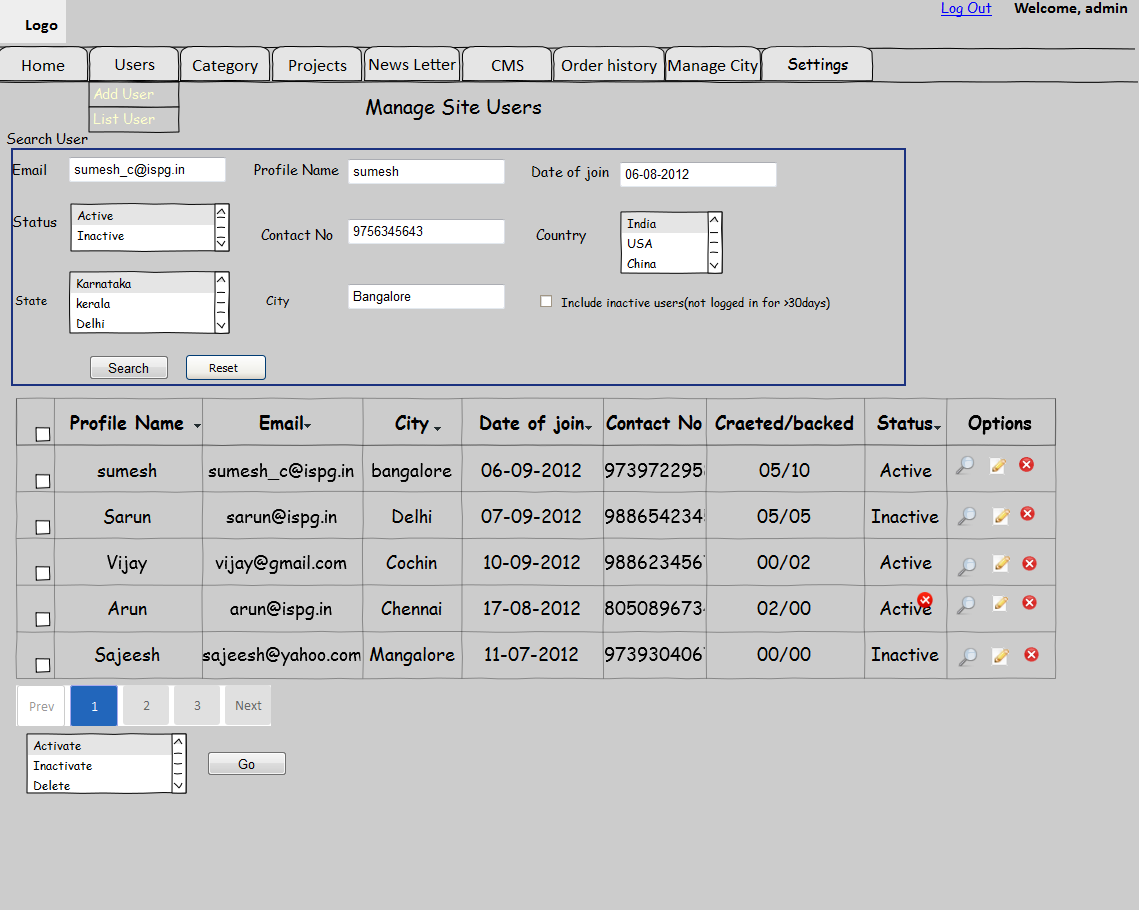 Log Out Welcome, admin
Logo
Home Users Category Projects News Letter CMS Order history Manage City Settings
Add User
List User
Manage Site Users
Search User
Email sumesh_c@ispg.in Profile Name sumesh Date of join 06-08-2012
Status Active Inactive Contact No 9756345643 Country India USA China
State Karnataka kerala Delhi City Bangalore Include inactive users(not logged in for >30days)
Search Reset
Profile Name Email City Date of join Contact No Craeted/backed Status Options
sumesh sumesh_c@ispg.in bangalore 06-09-2012 973972295 05/10 Active
Sarun sarun@ispg.in Delhi 07-09-2012 988654234 05/05 Inactive
Vijay vijay@gmail.com Cochin 10-09-2012 988623456 00/02 Active
Arun arun@ispg.in Chennai 17-08-2012 805089673 02/00 Active
Sajeesh sajeesh@yahoo.com Mangalore 11-07-2012 973930406 00/00 Inactive
Prev 1 2 3 Next
Activate
Inactivate
Delete
Go